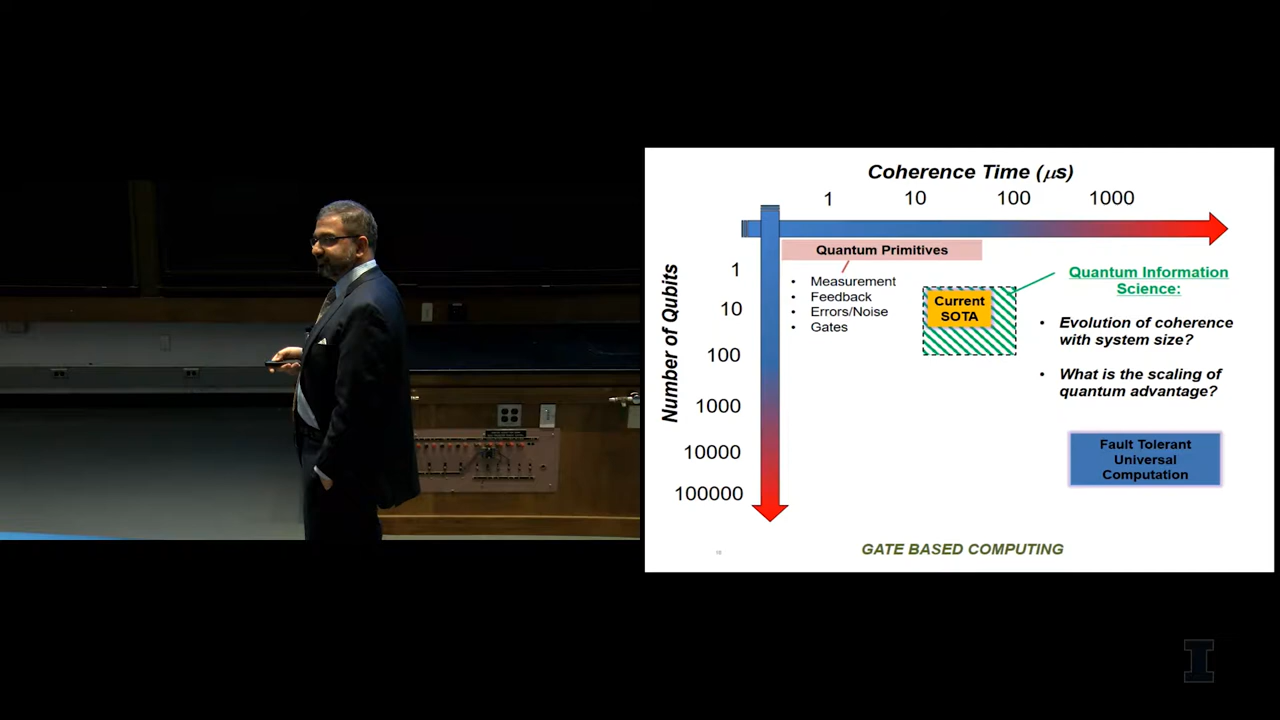 Coherence Time (μs)
1 10 100 1000
Number of Qubits
1
10
100
1000
10000
100000
Quantum Primitives
• Measurement
• Feedback
• Errors/Noise
• Gates
Current
SOTA
Quantum Information
Science:
• Evolution of coherence
with system size?
• What is the scaling of
quantum advantage?
Fault Tolerant
Universal
Computation
GATE BASED COMPUTING
I